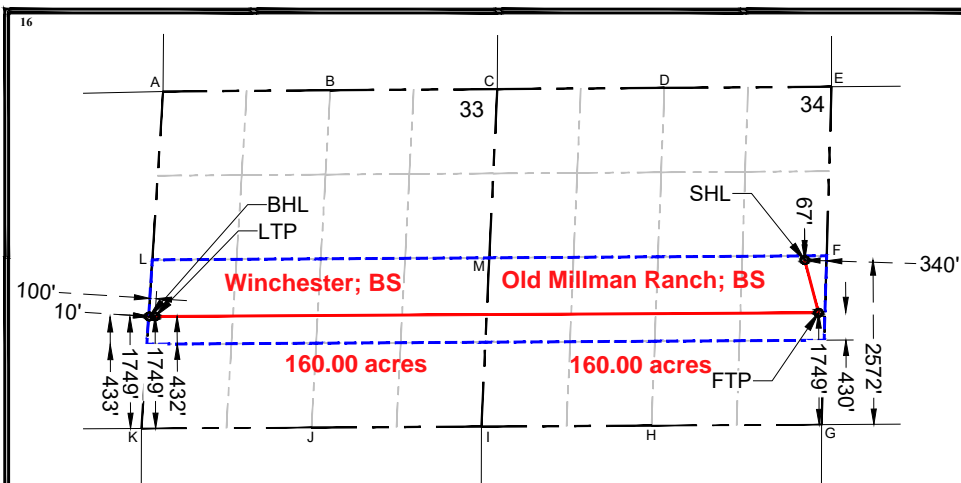 16
A
B
C
D
E
33
34
BHL
LTP
SHL
67'
L
M
F
Winchester; BS
Old Millman Ranch; BS
340'
100'
10'
160.00 acres
160.00 acres
FTP
433'
1749'
1749'
432'
1749'
430'
2572'
K
J
I
H
G